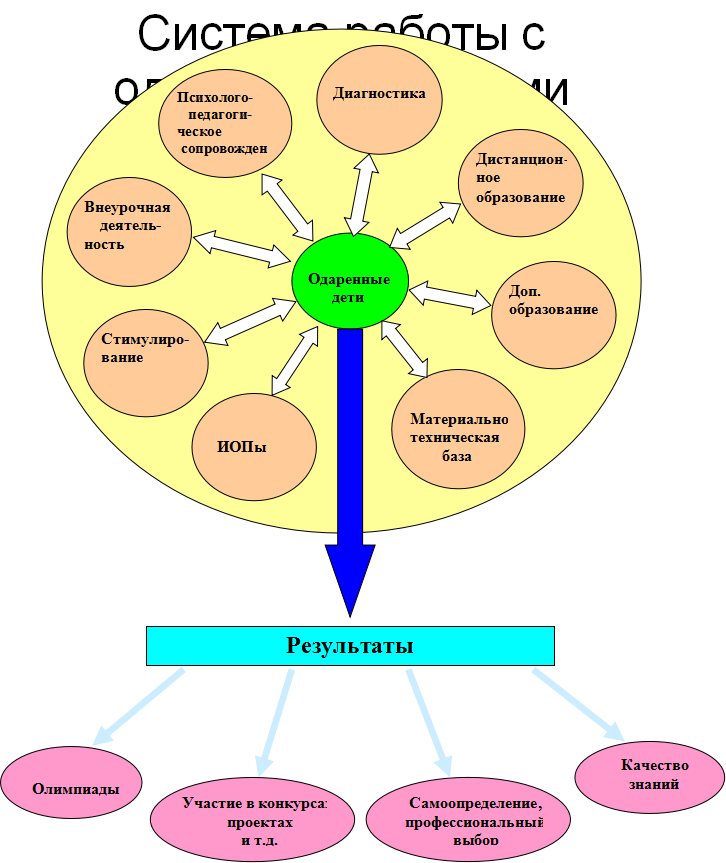 Система работы с
Диагностика
Психолого-
педагоги-
ческое
сопровожден
Дистанцион-
ное
образование
Внеурочная
деятель-
ность
Одаренные
дети
Доп.
образование
Стимулиро-
вание
Материально
техническая
база
ИОПы
Результаты
Олимпиады
Участие в конкурсах
проектах
и т.д.
Самоопределение,
профессиональный
выбор
Качество
знаний